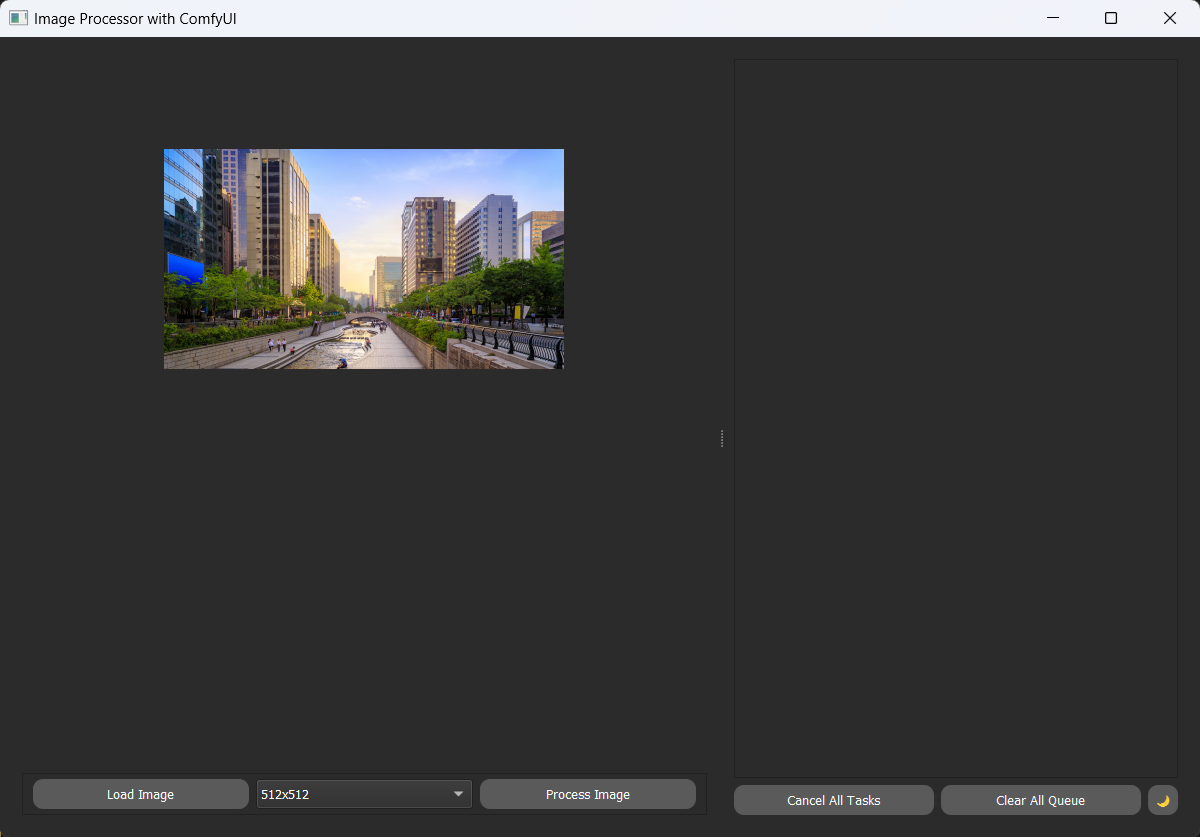 Image Processor with ComfyUI
Load Image
512x512
Process Image
Cancel All Tasks
Clear All Queue